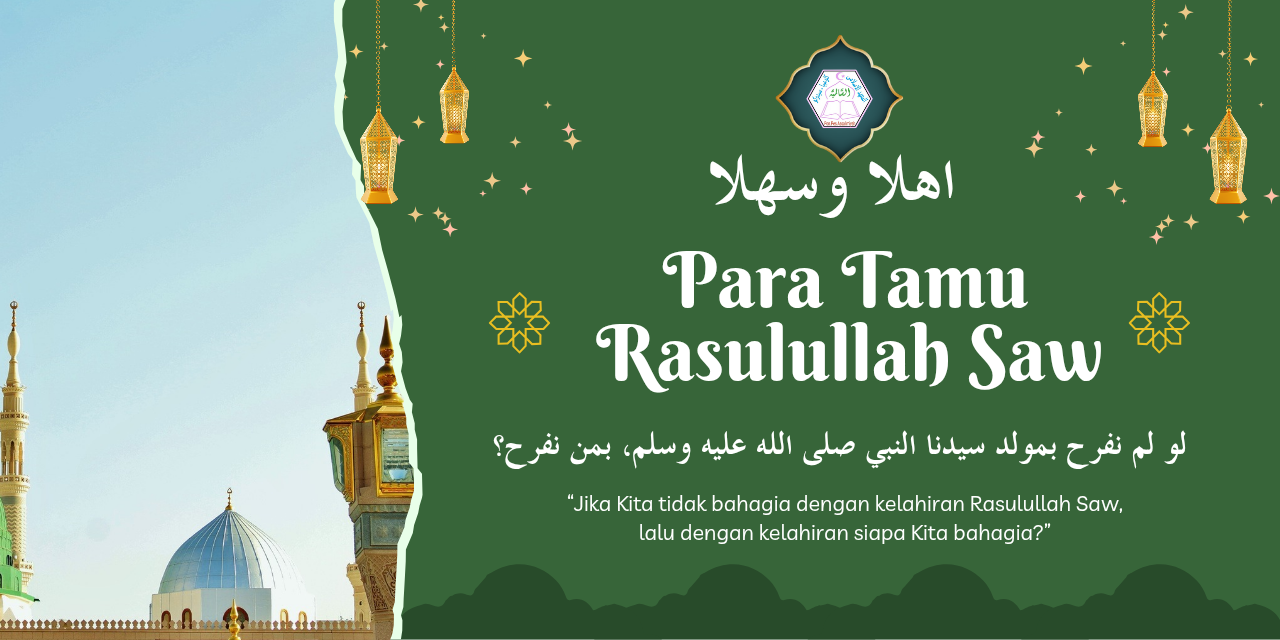 اهلا وسهلا
Para Tamu
Rasulullah Saw
لو لم نفرح بمولد سيدنا النبي صلى الله عليه وسلم، بمن نفرح؟
“Jika Kita tidak bahagia dengan kelahiran Rasulullah Saw,
lalu dengan kelahiran siapa Kita bahagia?”